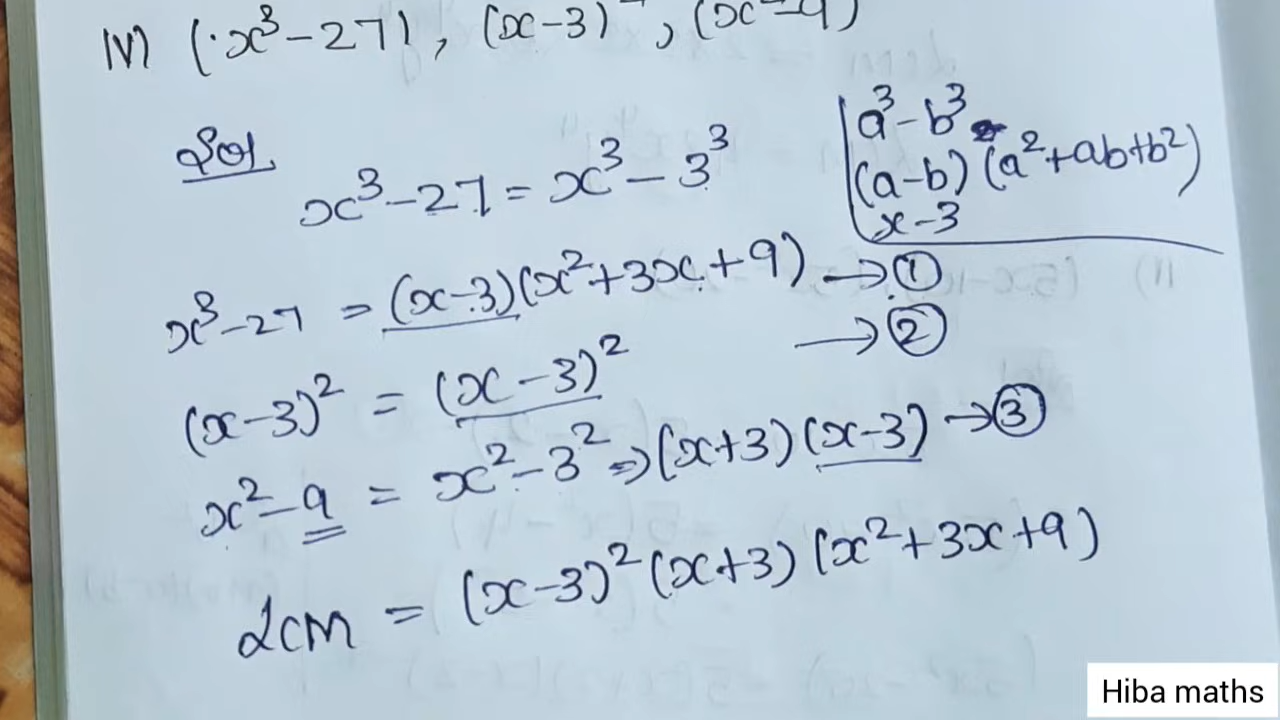 IV) (x³-27), (x-3)², (x²-9)
Sol
x³-27 = x³-3³
a³-b³
(a-b)(a²+ab+b²)
x-3
x³-27 = (x-3)(x²+3x+9) → ①
→ ②
(x-3)² = (x-3)²
x²-9 = x²-3² ⇒ (x+3)(x-3) → ③
LCM = (x-3)²(x+3)(x²+3x+9)
Hiba maths